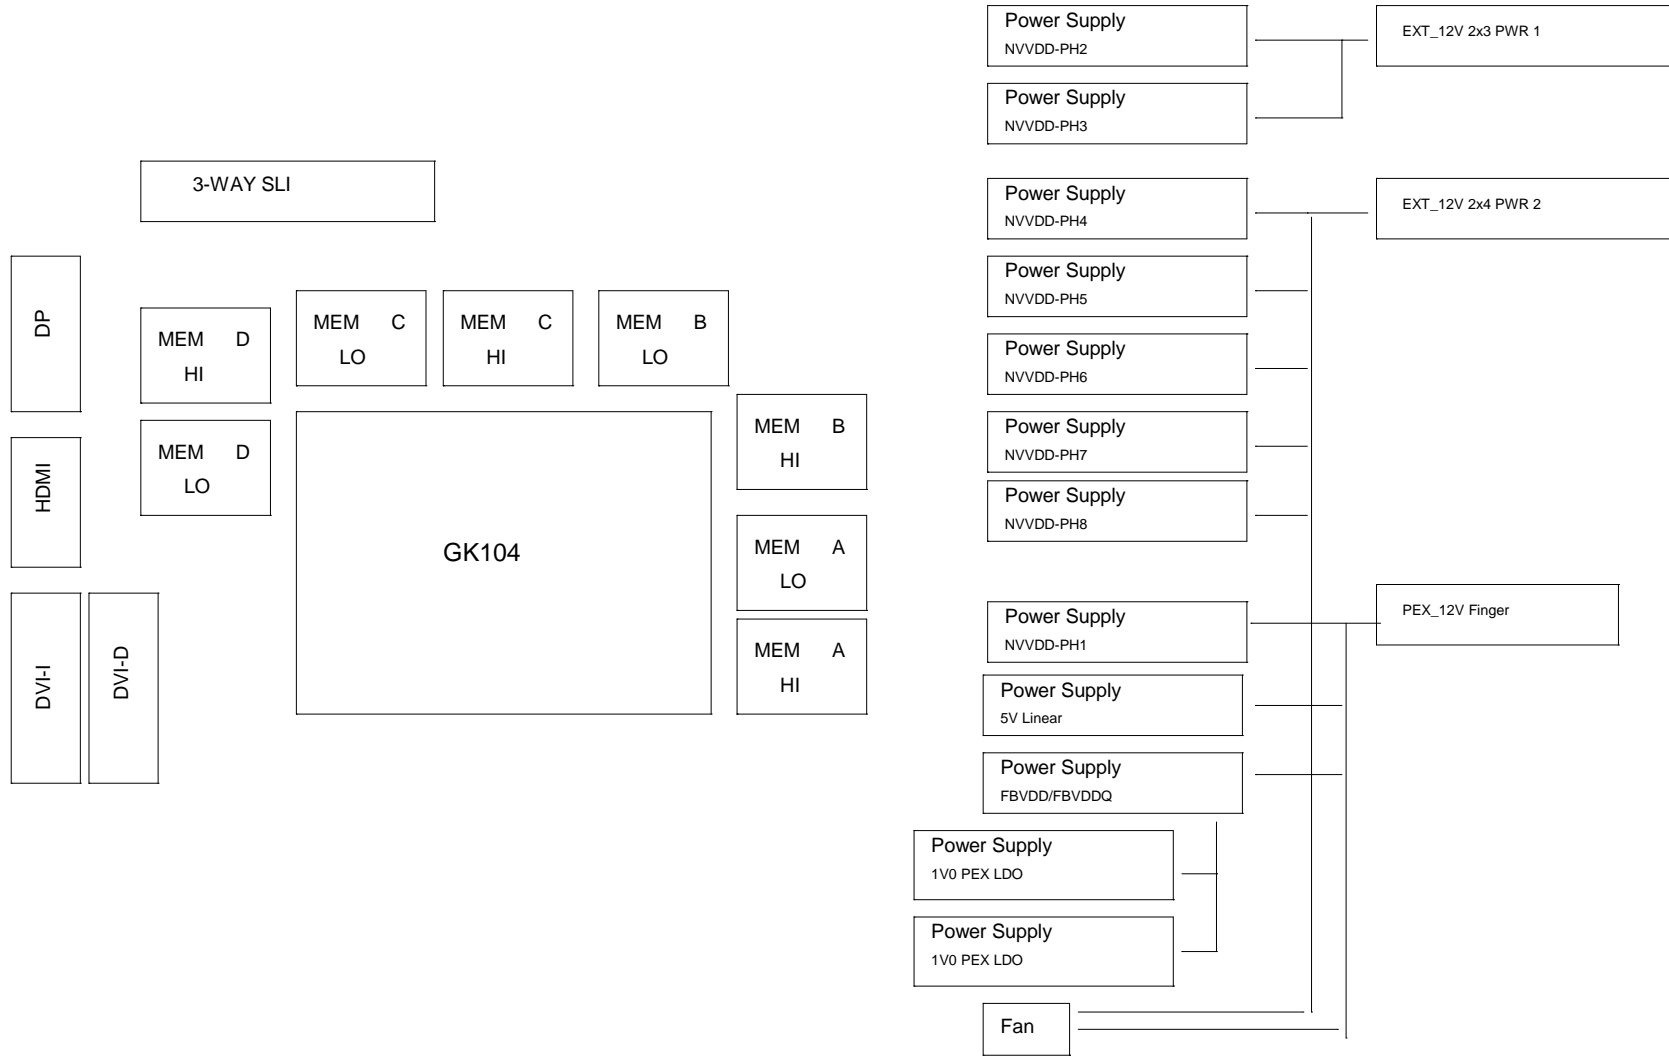 3-WAY SLI
DP
HDMI
DVI-I
DVI-D
MEM D
HI
MEM D
LO
MEM C
LO
MEM C
HI
MEM B
LO
MEM B
HI
MEM A
LO
MEM A
HI
GK104
Power Supply
NVVDD-PH2
Power Supply
NVVDD-PH3
Power Supply
NVVDD-PH4
Power Supply
NVVDD-PH5
Power Supply
NVVDD-PH6
Power Supply
NVVDD-PH7
Power Supply
NVVDD-PH8
Power Supply
NVVDD-PH1
Power Supply
5V Linear
Power Supply
FBVDD/FBVDDQ
Power Supply
1V0 PEX LDO
Power Supply
1V0 PEX LDO
Fan
EXT_12V 2x3 PWR 1
EXT_12V 2x4 PWR 2
PEX_12V Finger